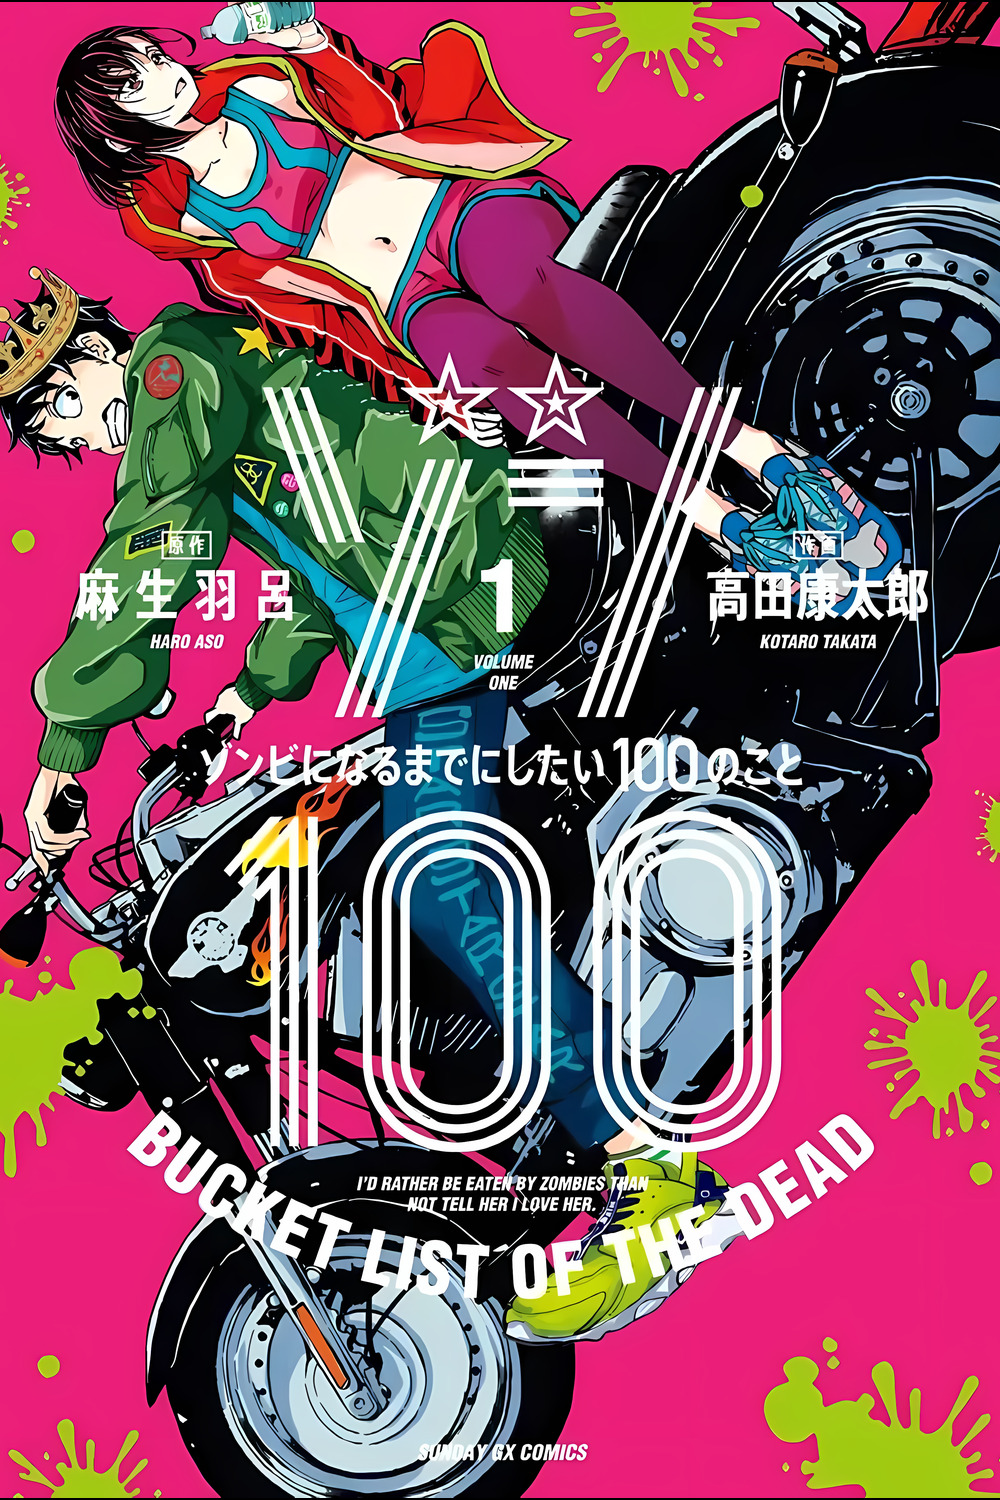 ゾン
原作
麻生羽呂
HARO ASO
1
VOLUME
ONE
作画
高田康太郎
KOTARO TAKATA
ゾンビになるまでにしたい100のこと
100
I'D RATHER BE EATEN BY ZOMBIES THAN
NOT TELL HER I LOVE HER.
BUCKET LIST OF THE DEAD
SUNDAY GX COMICS